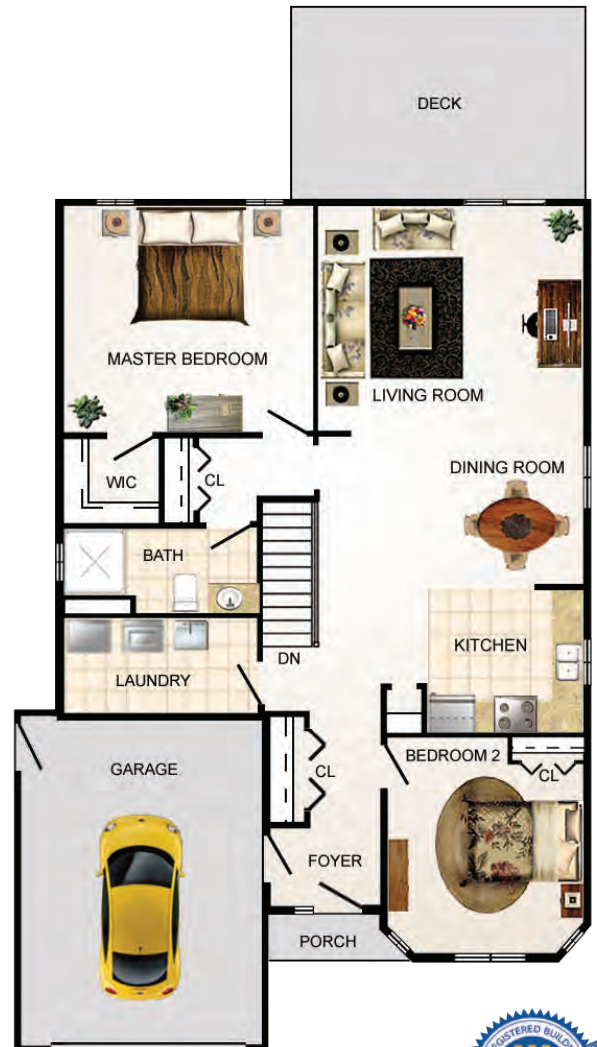 DECK
MASTER BEDROOM
LIVING ROOM
WIC
CL
DINING ROOM
BATH
KITCHEN
DN
LAUNDRY
BEDROOM 2
GARAGE
CL
CL
FOYER
PORCH
REGISTERED